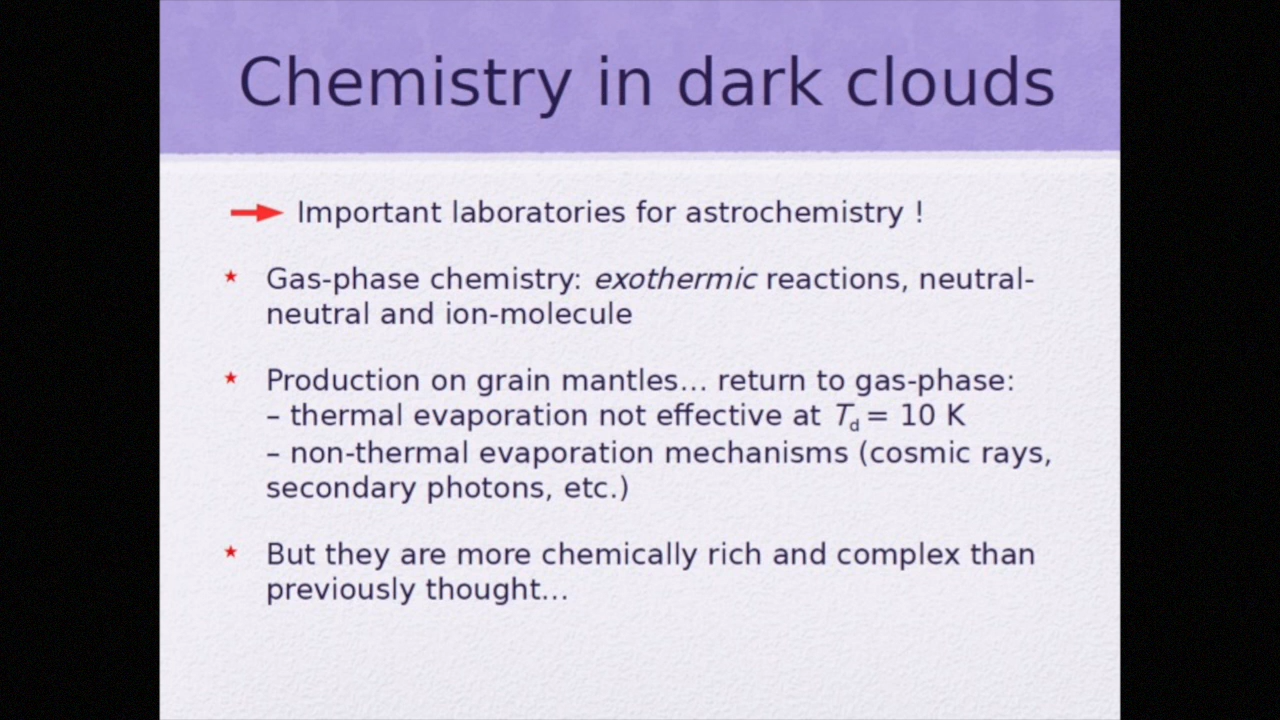 Chemistry in dark clouds
Important laboratories for astrochemistry !
Gas-phase chemistry: exothermic reactions, neutral-
neutral and ion-molecule
Production on grain mantles... return to gas-phase:
– thermal evaporation not effective at Td = 10 K
– non-thermal evaporation mechanisms (cosmic rays,
secondary photons, etc.)
But they are more chemically rich and complex than
previously thought...